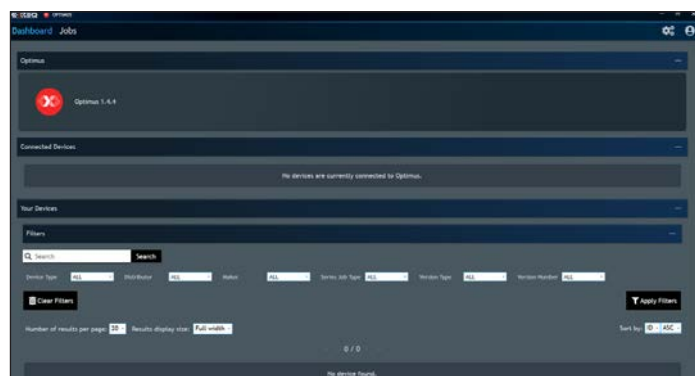 OPTIMUS
Dashboard Jobs
Optimus
Optimus 1.4.4
Connected Devices
No devices are currently connected to Optimus.
Your Devices
Filters
Search Search
Device Type ALL Distributor ALL Status ALL Series Job Type ALL Version Type ALL Version Number ALL
Clear Filters Apply Filters
Number of results per page: Results display size: Full width Sort by: ID ASC
0 / 0
No device found.